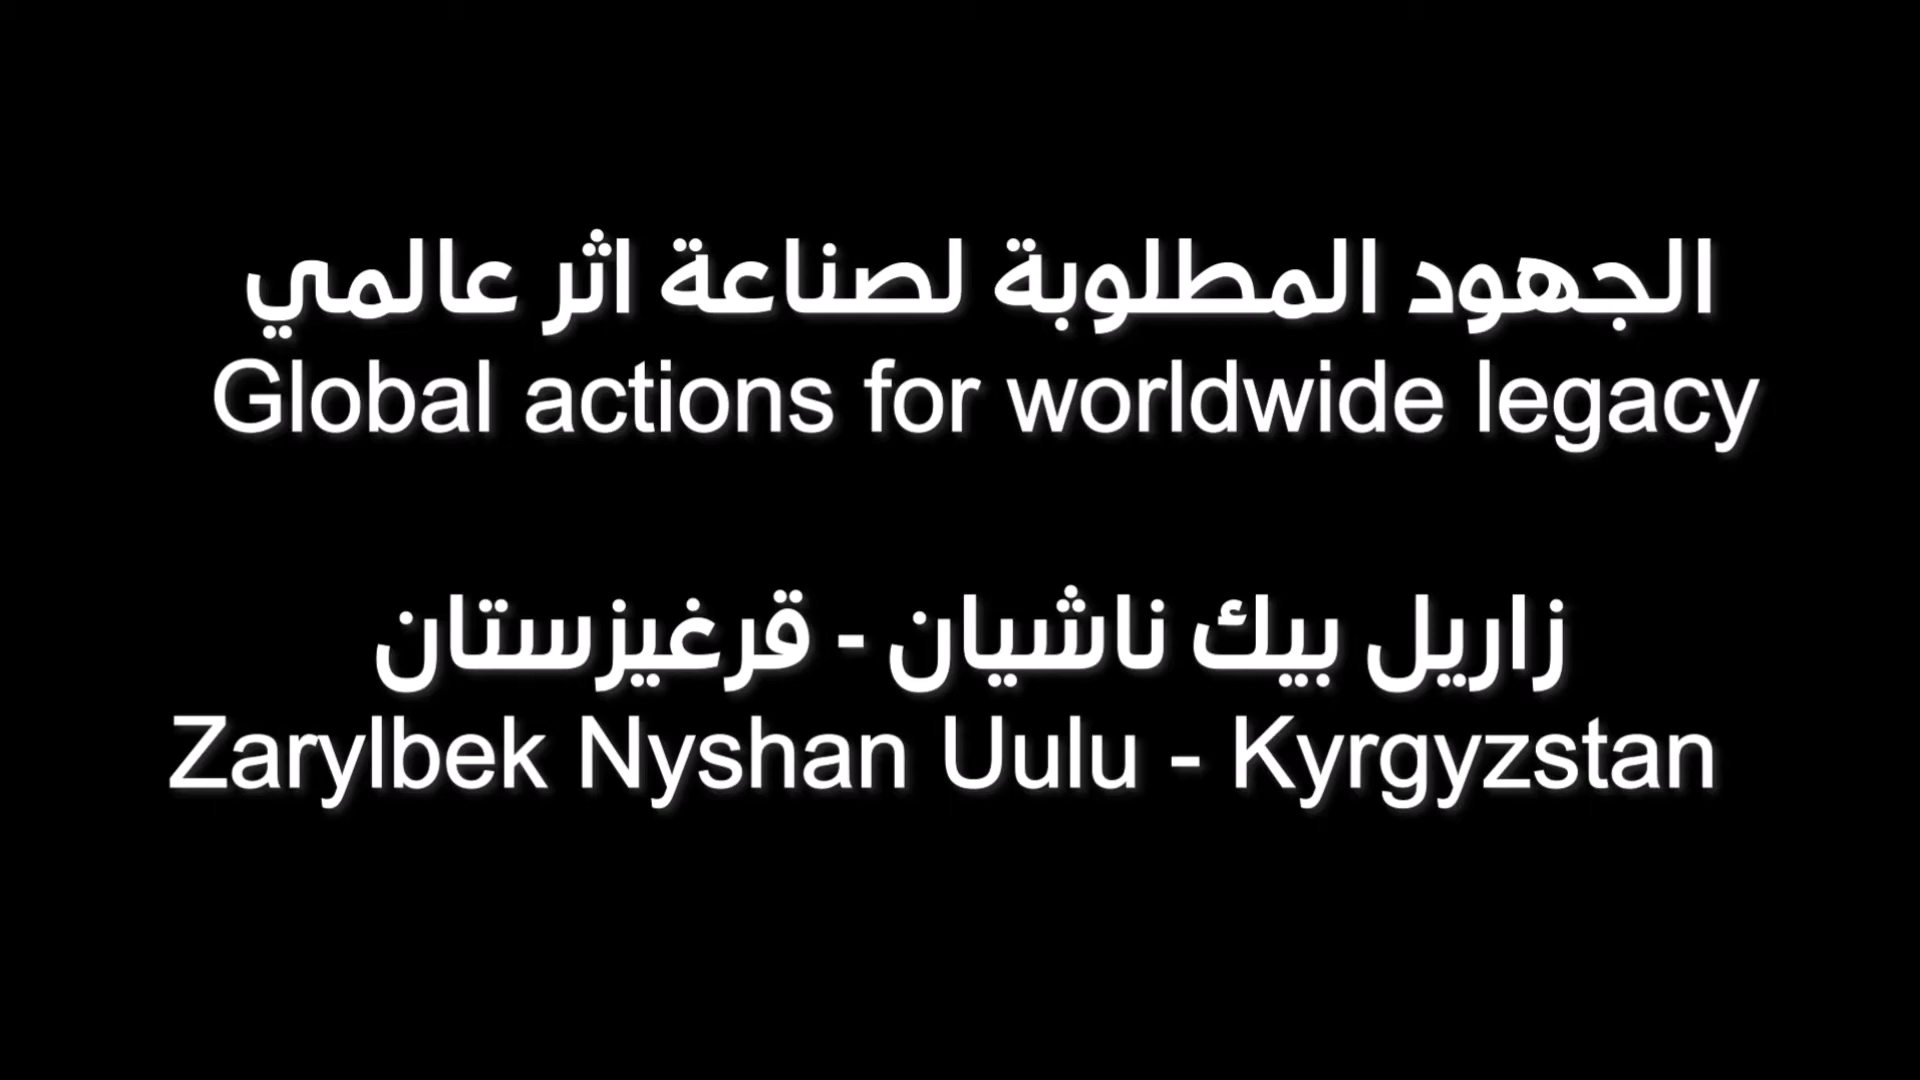 الجهود المطلوبة لصناعة اثر عالمي
Global actions for worldwide legacy
زاريل بيك ناشيان - قرغيزستان
Zarylbek Nyshan Uulu - Kyrgyzstan